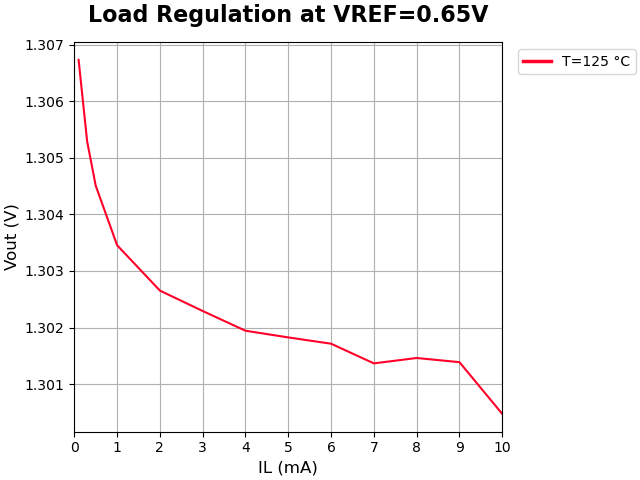 Load Regulation at VREF=0.65V
T=125 °C
Vout (V)
1.307
1.306
1.305
1.304
1.303
1.302
1.301
0 1 2 3 4 5 6 7 8 9 10
IL (mA)